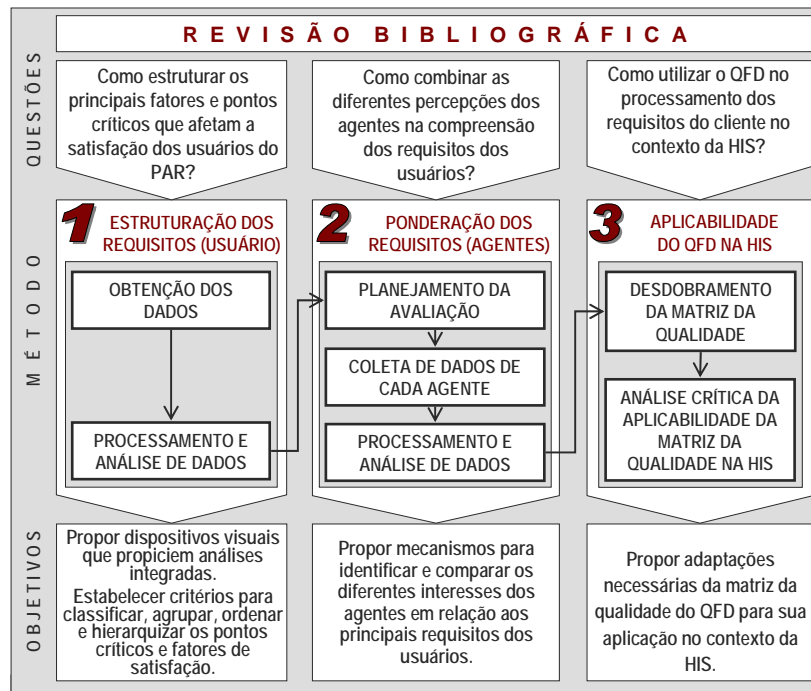 REVISÃO BIBLIOGRÁFICA
QUESTÕES
Como estruturar os
principais fatores e pontos
críticos que afetam a
satisfação dos usuários do
PAR?
Como combinar as
diferentes percepções dos
agentes na compreensão
dos requisitos dos
usuários?
Como utilizar o QFD no
processamento dos
requisitos do cliente no
contexto da HIS?
MÉTODO
1
ESTRUTURAÇÃO DOS
REQUISITOS (USUÁRIO)
OBTENÇÃO DOS
DADOS
PROCESSAMENTO E
ANÁLISE DE DADOS
2
PONDERAÇÃO DOS
REQUISITOS (AGENTES)
PLANEJAMENTO DA
AVALIAÇÃO
COLETA DE DADOS DE
CADA AGENTE
PROCESSAMENTO E
ANÁLISE DE DADOS
3
APLICABILIDADE
DO QFD NA HIS
DESDOBRAMENTO
DA MATRIZ DA
QUALIDADE
ANÁLISE CRÍTICA DA
APLICABILIDADE DA
MATRIZ DA
QUALIDADE NA HIS
OBJETIVOS
Propor dispositivos visuais
que propiciem análises
integradas.
Estabelecer critérios para
classificar, agrupar, ordenar
e hierarquizar os pontos
críticos e fatores de
satisfação.
Propor mecanismos para
identificar e comparar os
diferentes interesses dos
agentes em relação aos
principais requisitos dos
usuários.
Propor adaptações
necessárias da matriz da
qualidade do QFD para sua
aplicação no contexto da
HIS.